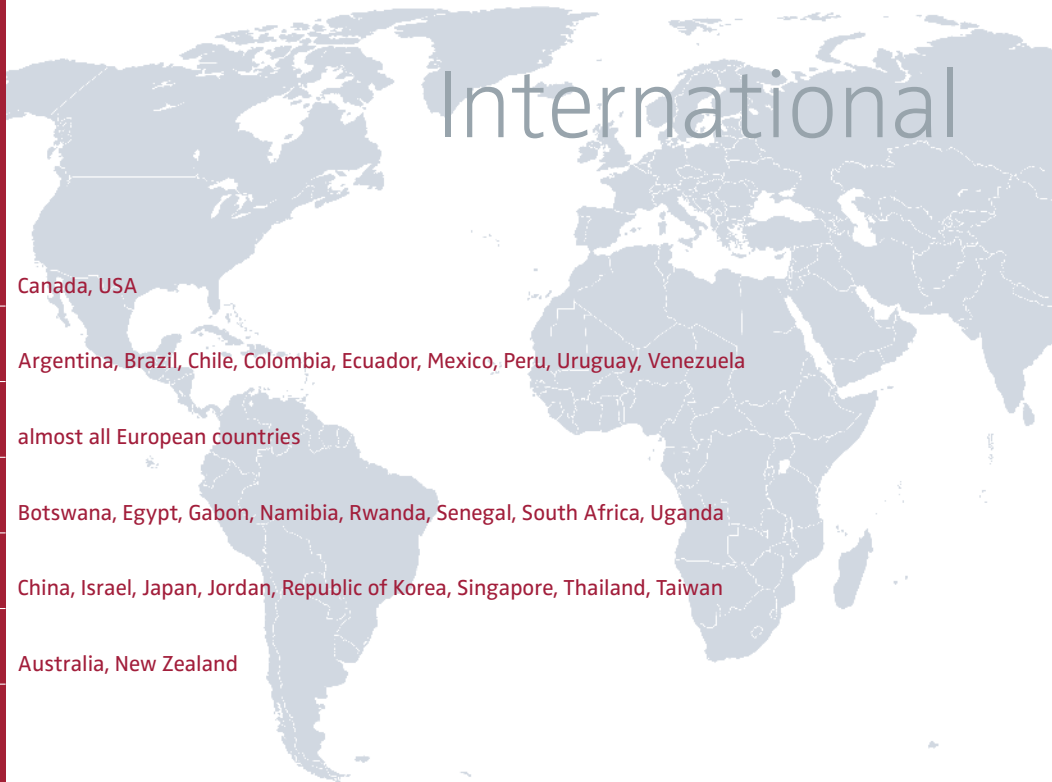 International
Canada, USA
Argentina, Brazil, Chile, Colombia, Ecuador, Mexico, Peru, Uruguay, Venezuela
almost all European countries
Botswana, Egypt, Gabon, Namibia, Rwanda, Senegal, South Africa, Uganda
China, Israel, Japan, Jordan, Republic of Korea, Singapore, Thailand, Taiwan
Australia, New Zealand